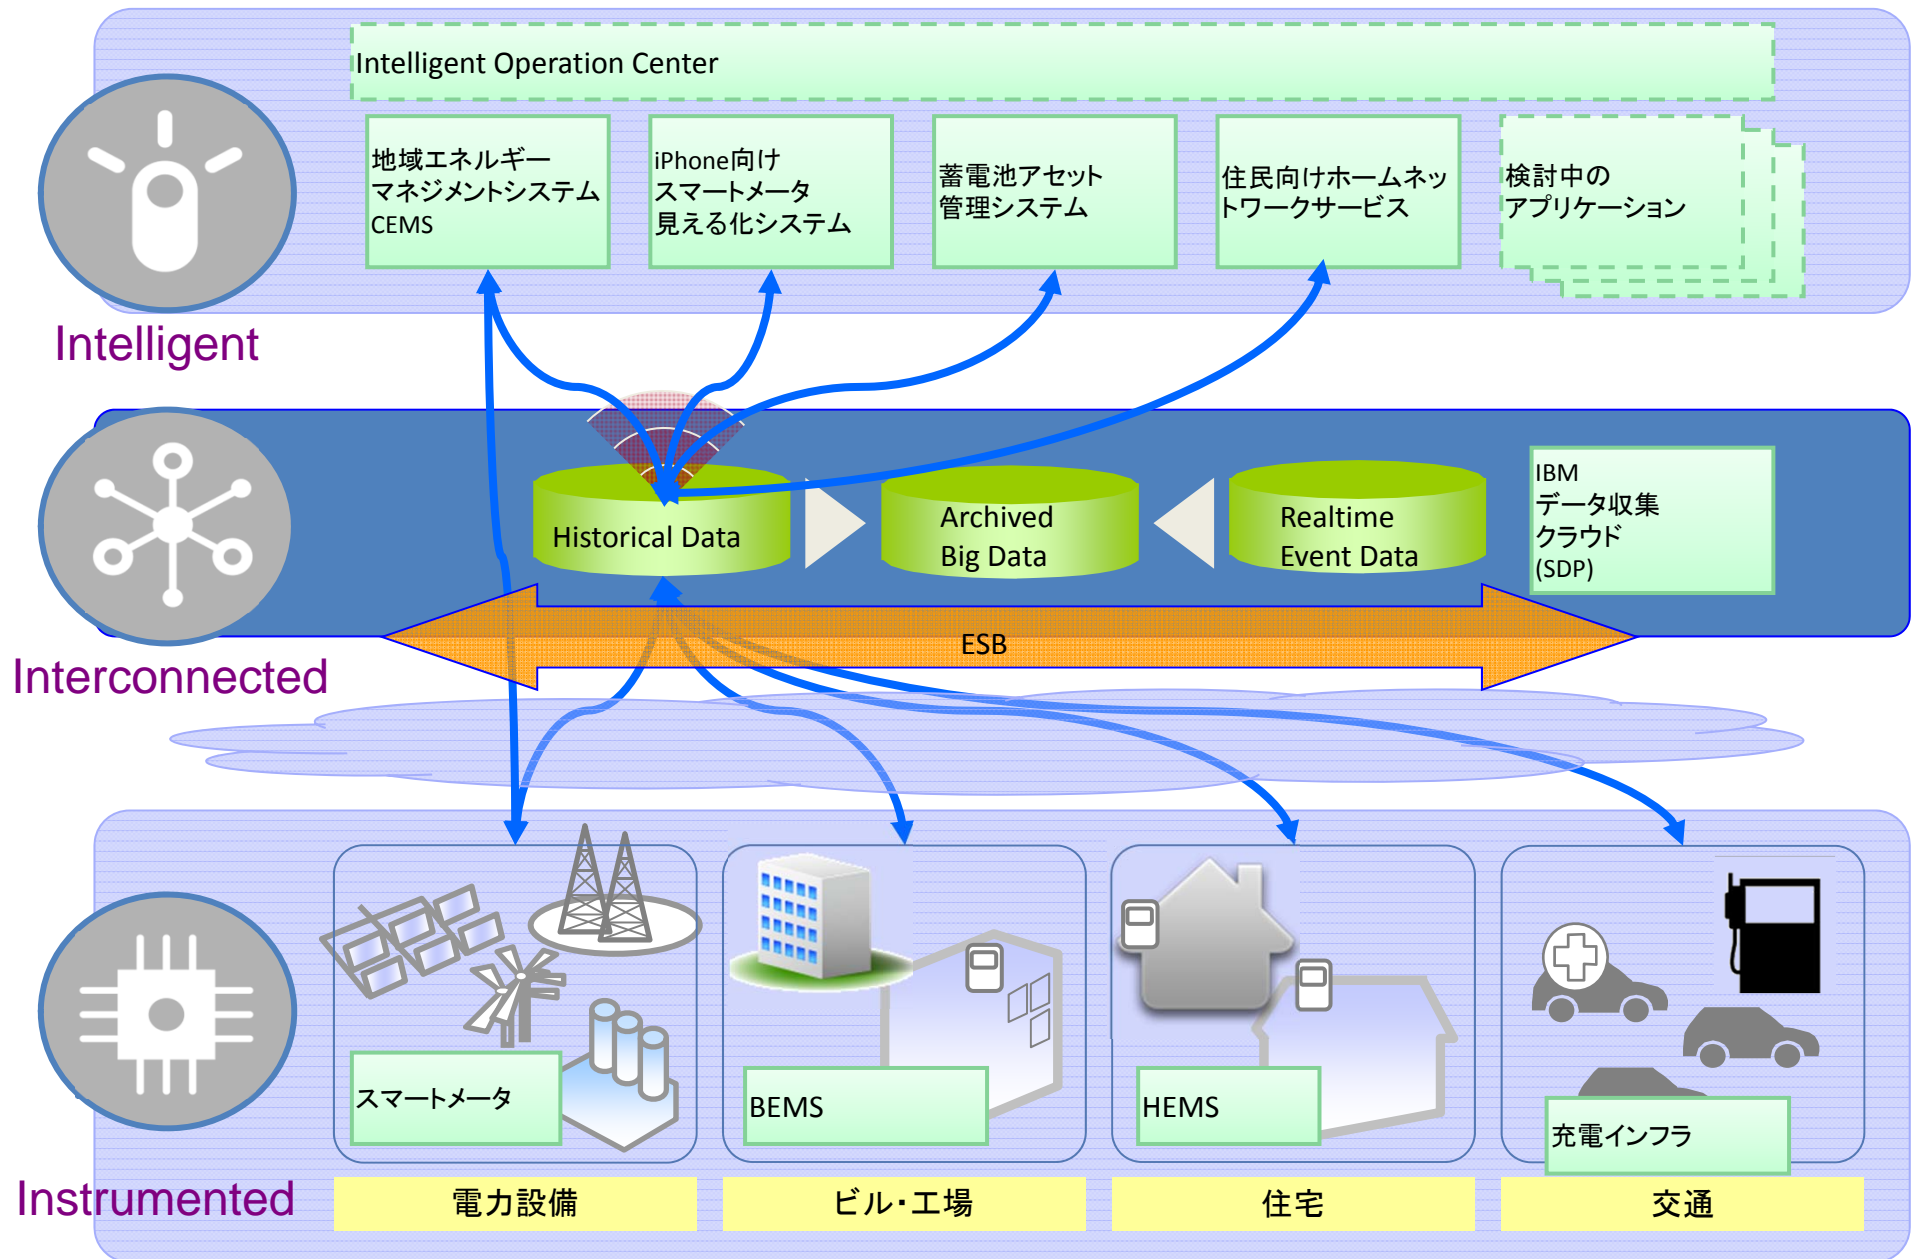 Intelligent Operation Center
地域エネルギー
マネジメントシステム
CEMS
iPhone向け
スマートメータ
見える化システム
蓄電池アセット
管理システム
住民向けホームネッ
トワークサービス
検討中の
アプリケーション
Intelligent
Historical Data
Archived
Big Data
Realtime
Event Data
IBM
データ収集
クラウド
(SDP)
ESB
Interconnected
スマートメータ
BEMS
HEMS
充電インフラ
Instrumented
電力設備
ビル・工場
住宅
交通